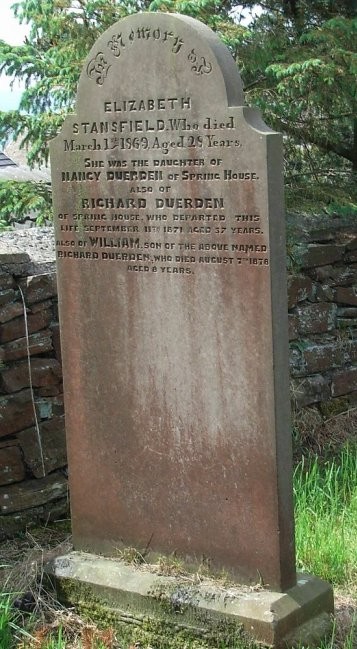 In Memory of
ELIZABETH
STANSFIELD, Who died
March 1st 1869, Aged 28 Years.
SHE WAS THE DAUGHTER OF
NANCY DUERDEN OF SPRING HOUSE.
ALSO OF
RICHARD DUERDEN
OF SPRING HOUSE, WHO DEPARTED THIS
LIFE SEPTEMBER 11TH 1871 AGED 37 YEARS.
ALSO OF WILLIAM, SON OF THE ABOVE NAMED
RICHARD DUERDEN, WHO DIED AUGUST 7TH 1878
AGED 8 YEARS.